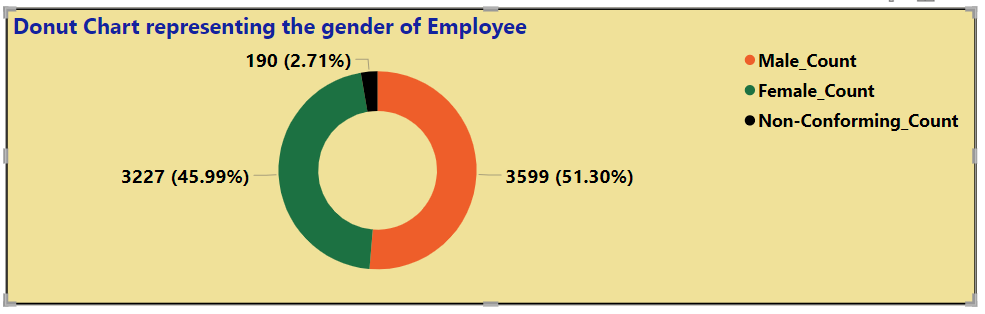 Donut Chart representing the gender of Employee
190 (2.71%)
3227 (45.99%)
3599 (51.30%)
Male_Count
Female_Count
Non-Conforming_Count